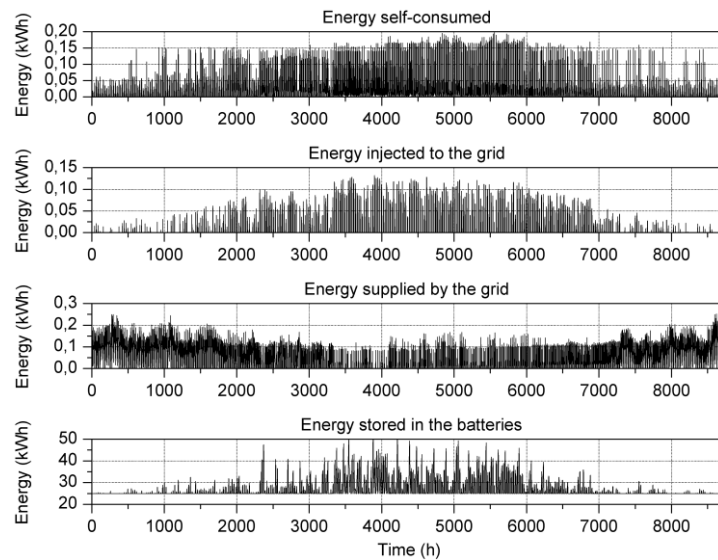 Energy self-consumed
Energy (kWh)
0,20
0,15
0,10
0,05
0,00
0 1000 2000 3000 4000 5000 6000 7000 8000
Energy injected to the grid
Energy (kWh)
0,15
0,10
0,05
0,00
0 1000 2000 3000 4000 5000 6000 7000 8000
Energy supplied by the grid
Energy (kWh)
0,3
0,2
0,1
0,0
0 1000 2000 3000 4000 5000 6000 7000 8000
Energy stored in the batteries
Energy (kWh)
50
40
30
20
0 1000 2000 3000 4000 5000 6000 7000 8000
Time (h)